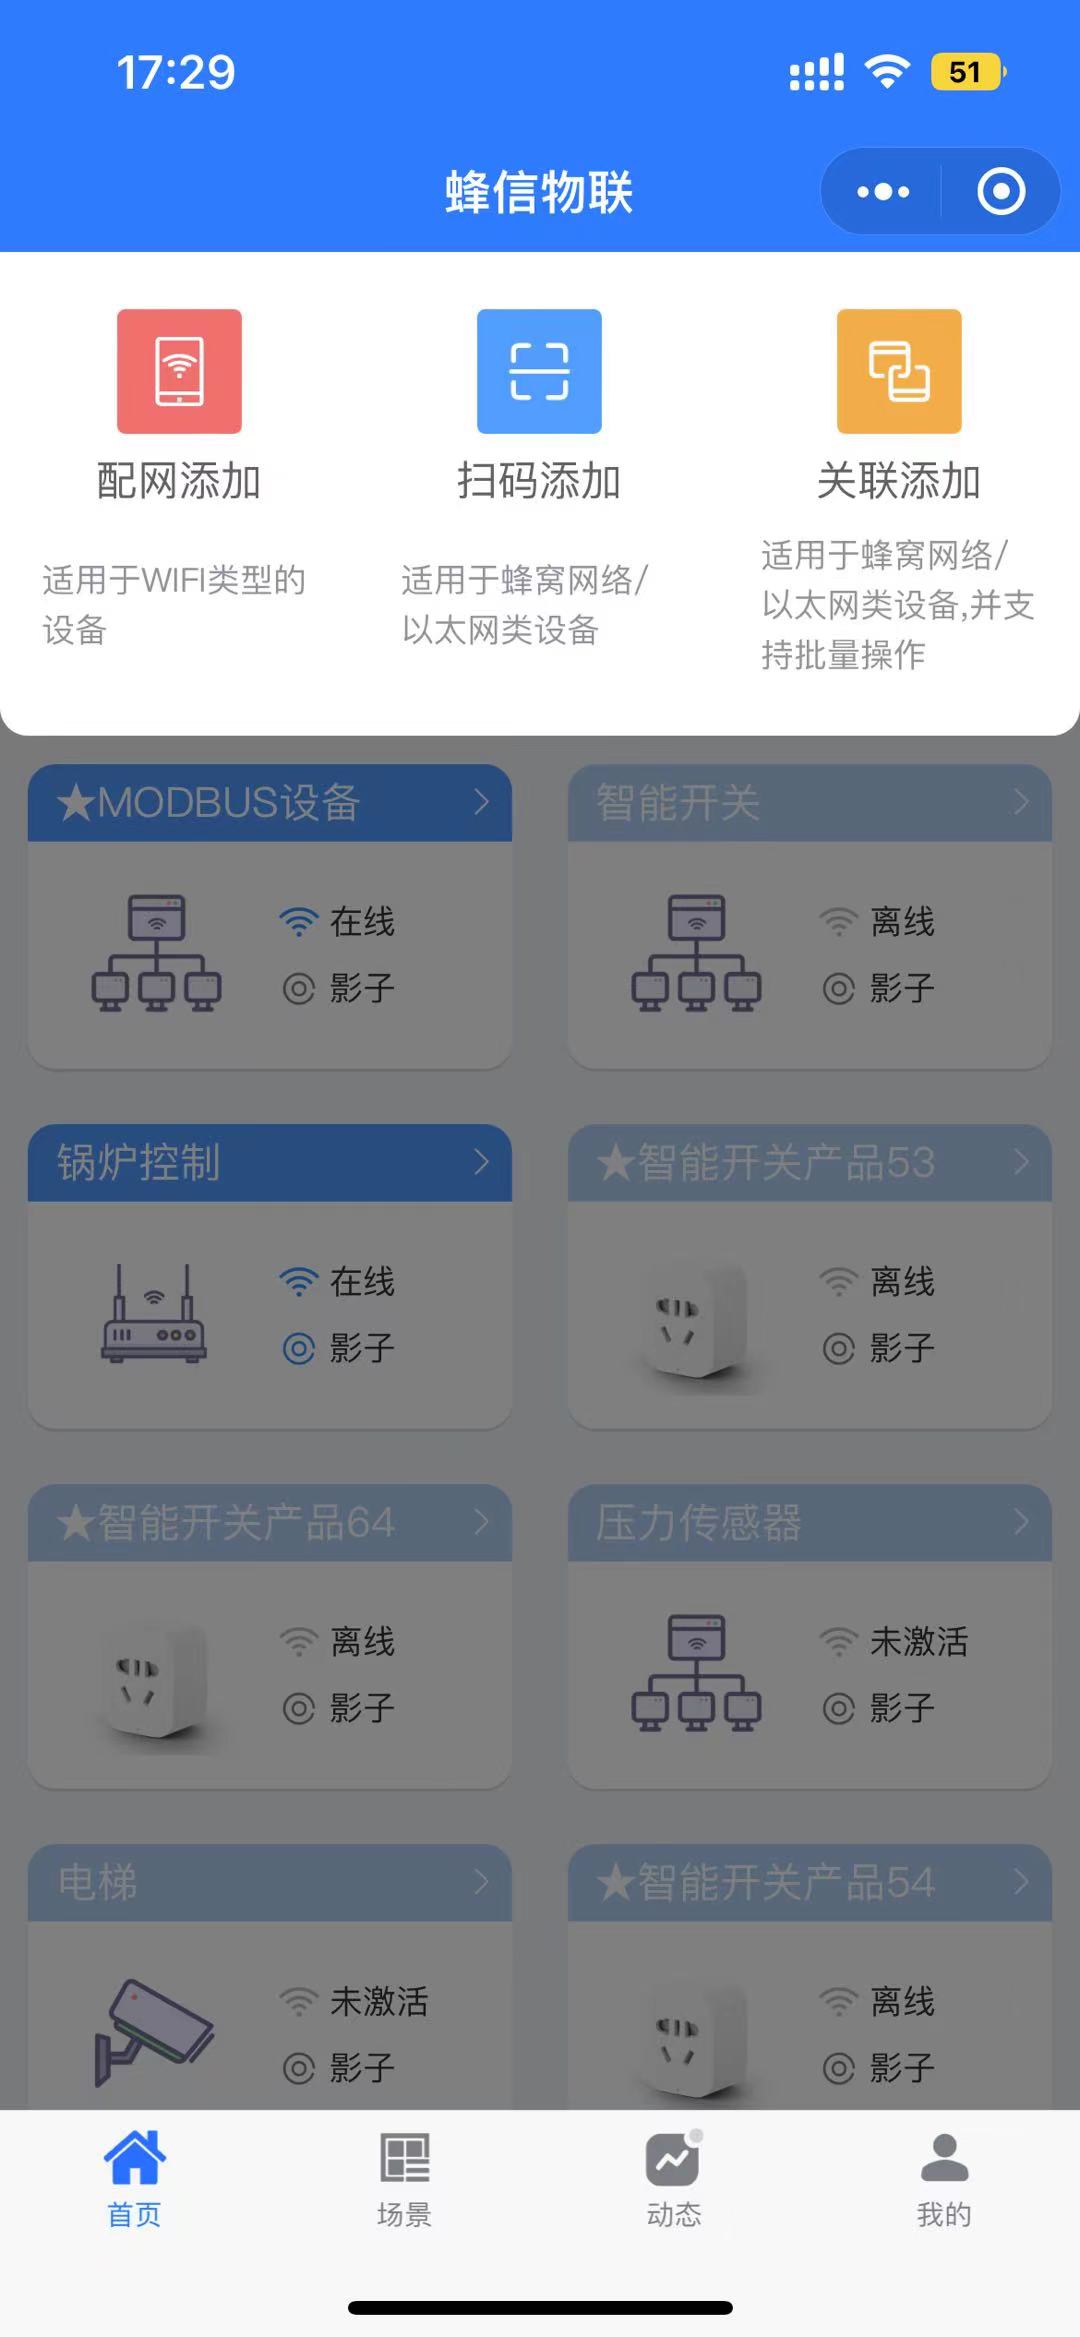 17:29
51
蜂信物联
配网添加
扫码添加
关联添加
适用于WIFI类型的
设备
适用于蜂窝网络/
以太网类设备
适用于蜂窝网络/
以太网类设备,并支
持批量操作
★MODBUS设备
在线
影子
智能开关
离线
影子
锅炉控制
在线
影子
★智能开关产品53
离线
影子
★智能开关产品64
离线
影子
压力传感器
未激活
影子
电梯
未激活
影子
★智能开关产品54
离线
影子
首页
场景
动态
我的